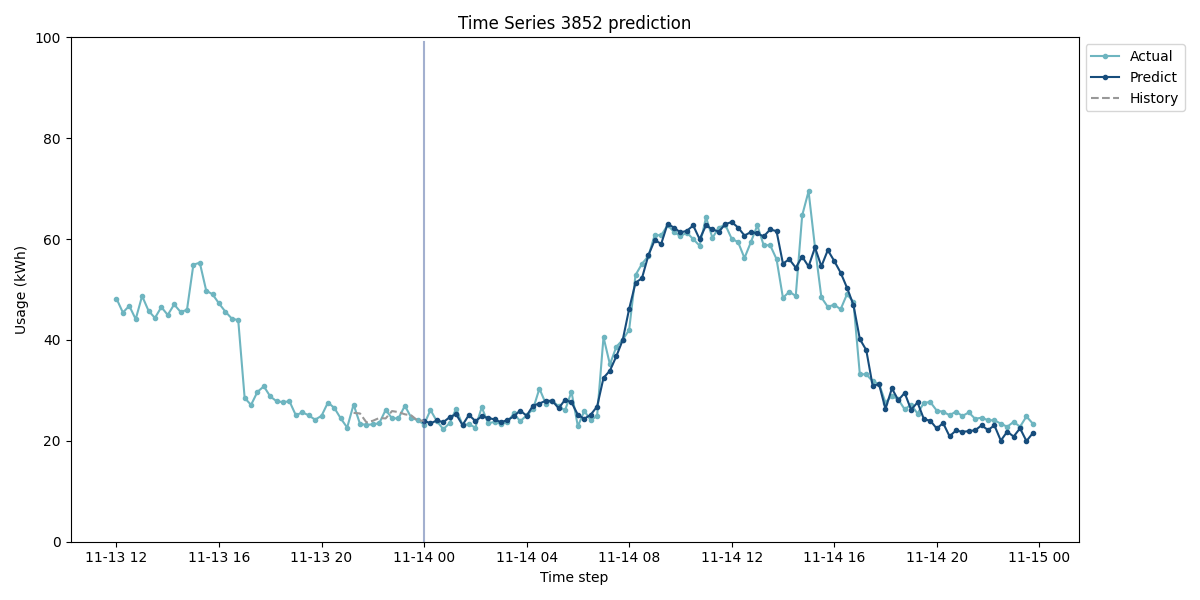 Time Series 3852 prediction
Actual
Predict
History
Usage (kWh)
100
80
60
40
20
0
11-13 12
11-13 16
11-13 20
11-14 00
11-14 04
11-14 08
11-14 12
11-14 16
11-14 20
11-15 00
Time step